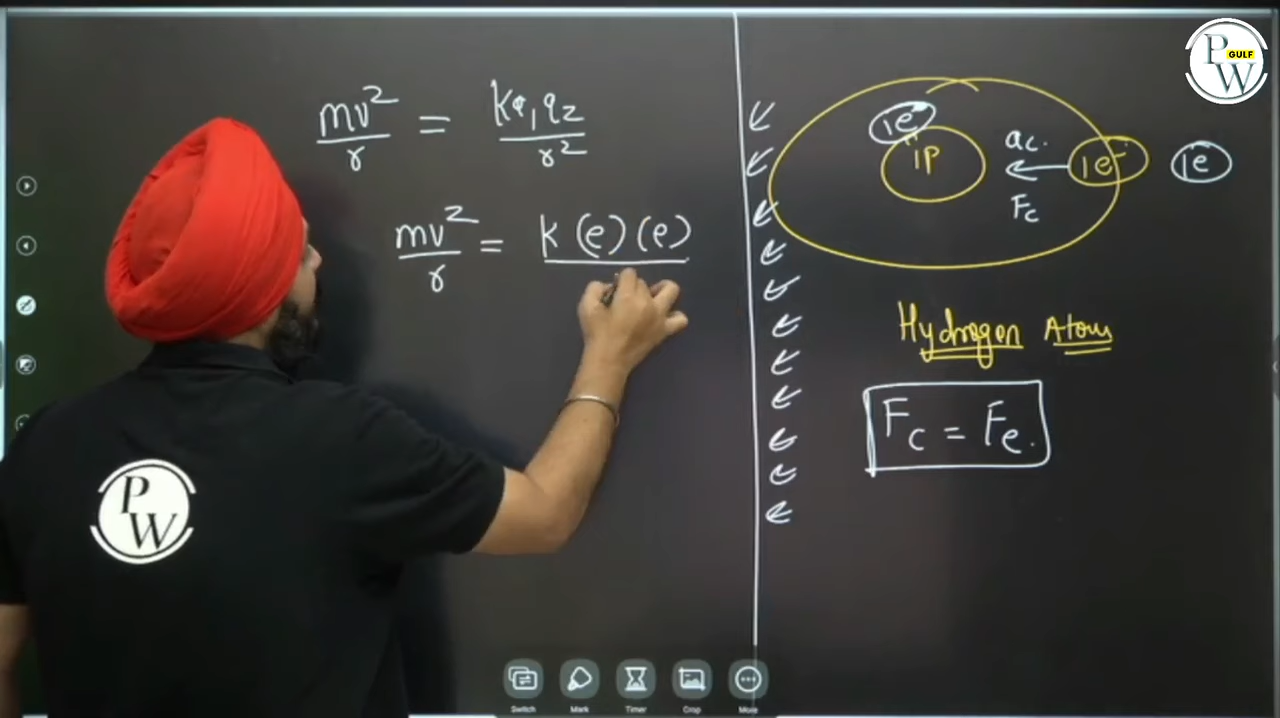 mv²/r = kq₁q₂/r²
mv²/r = k(e)(e)
1e⁻
1P
ac.
Fc
1e⁻
1e
Hydrogen Atom
Fc = Fe.
PW
PW GULF
Switch
Mark
Timer
Crop
More